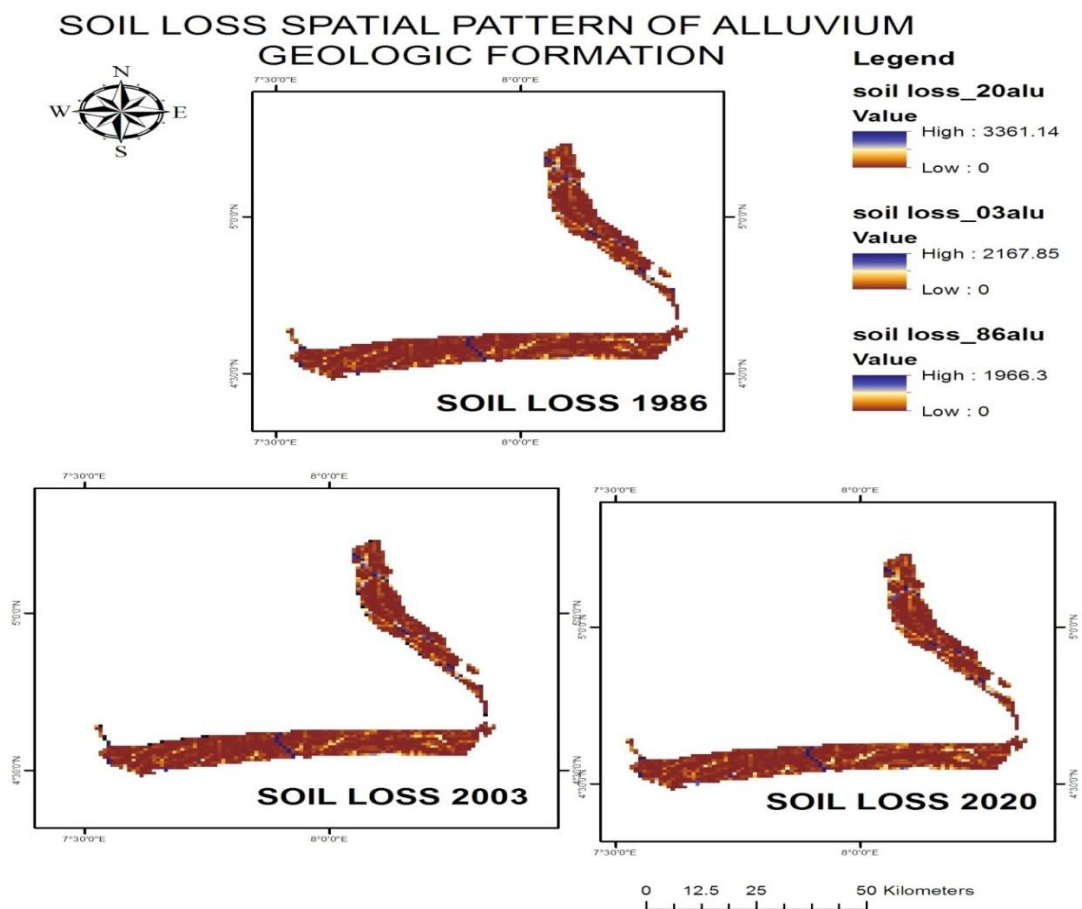 SOIL LOSS SPATIAL PATTERN OF ALLUVIUM
GEOLOGIC FORMATION
N
W E
S
7°30'0"E 8°0'0"E
5°0'0"N 5°0'0"N
4°30'0"N 4°30'0"N
SOIL LOSS 1986
7°30'0"E 8°0'0"E
Legend
soil loss_20alu
Value
High : 3361.14
Low : 0
soil loss_03alu
Value
High : 2167.85
Low : 0
soil loss_86alu
Value
High : 1966.3
Low : 0
7°30'0"E 8°0'0"E
5°0'0"N 5°0'0"N
4°30'0"N 4°30'0"N
SOIL LOSS 2003
7°30'0"E 8°0'0"E
7°30'0"E 8°0'0"E
5°0'0"N 5°0'0"N
4°30'0"N 4°30'0"N
SOIL LOSS 2020
7°30'0"E 8°0'0"E
0 12.5 25 50 Kilometers